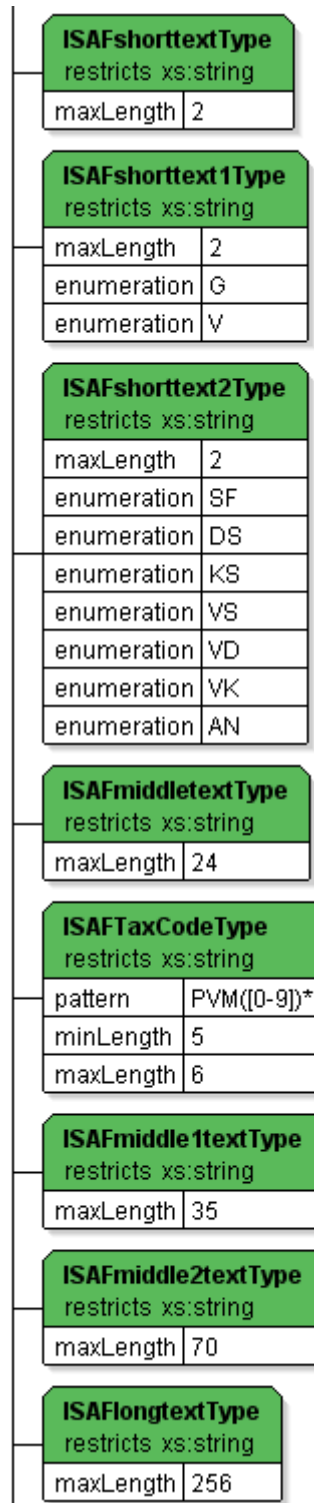 ISAFshorttextType
restricts xs:string
maxLength 2
ISAFshorttext1Type
restricts xs:string
maxLength 2
enumeration G
enumeration V
ISAFshorttext2Type
restricts xs:string
maxLength 2
enumeration SF
enumeration DS
enumeration KS
enumeration VS
enumeration VD
enumeration VK
enumeration AN
ISAFmiddletextType
restricts xs:string
maxLength 24
ISAFTaxCodeType
restricts xs:string
pattern PVM([0-9])*
minLength 5
maxLength 6
ISAFmiddle1textType
restricts xs:string
maxLength 35
ISAFmiddle2textType
restricts xs:string
maxLength 70
ISAFlongtextType
restricts xs:string
maxLength 256